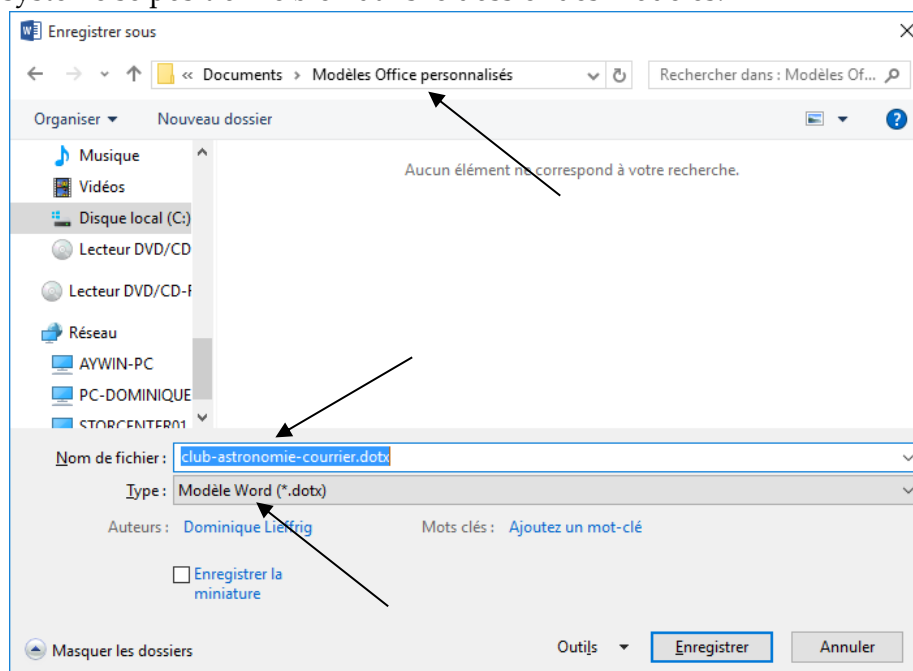 Enregistrer sous
« Documents › Modèles Office personnalisés
Rechercher dans : Modèles Of...
Organiser
Nouveau dossier
Musique
Vidéos
Disque local (C:)
Lecteur DVD/CD
Lecteur DVD/CD-R
Réseau
AYWIN-PC
PC-DOMINIQUE
STORCENTER01
Aucun élément ne correspond à votre recherche.
Nom de fichier : club-astronomie-courrier.dotx
Type : Modèle Word (*.dotx)
Auteurs : Dominique Lieffrig Mots clés : Ajoutez un mot-clé
Enregistrer la
miniature
Masquer les dossiers
Outils Enregistrer Annuler